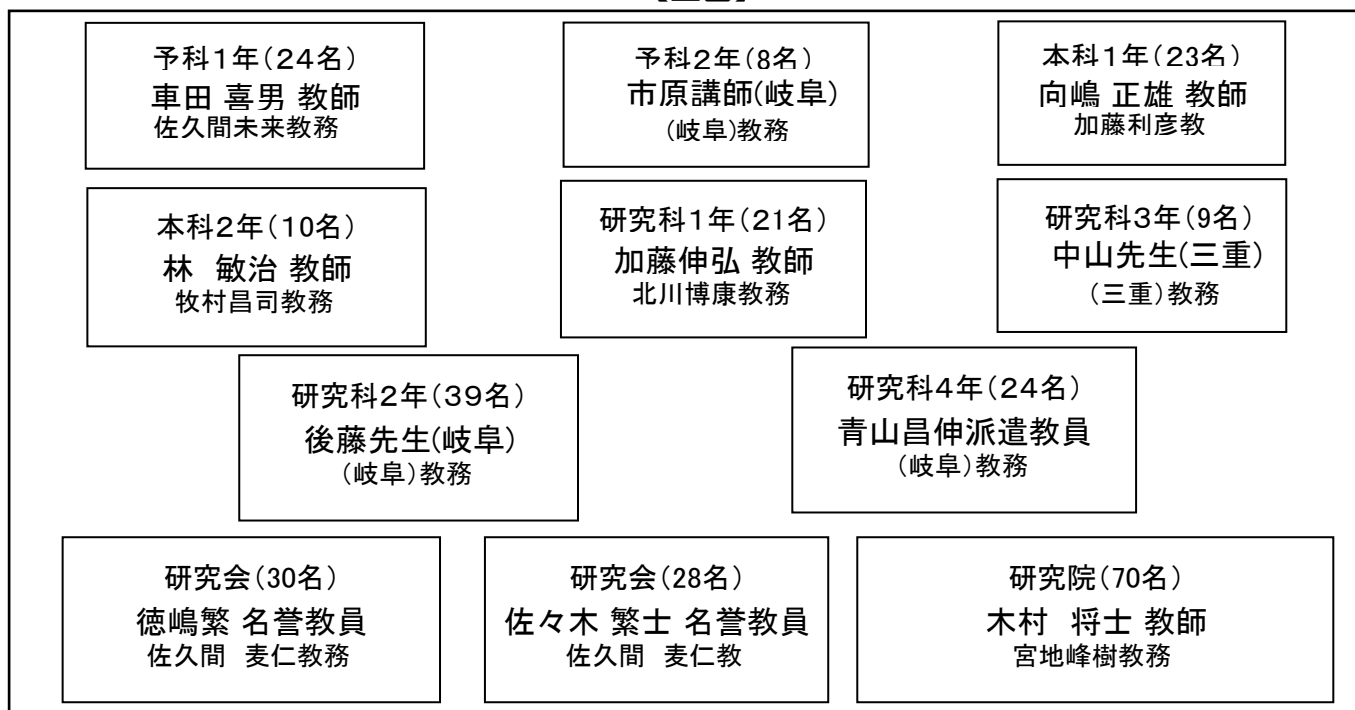 予科1年(24名)
車田 喜男 教師
佐久間未来教務
予科2年(8名)
市原講師(岐阜)
(岐阜)教務
本科1年(23名)
向嶋 正雄 教師
加藤利彦教
本科2年(10名)
林 敏治 教師
牧村昌司教務
研究科1年(21名)
加藤伸弘 教師
北川博康教務
研究科3年(9名)
中山先生(三重)
(三重)教務
研究科2年(39名)
後藤先生(岐阜)
(岐阜)教務
研究科4年(24名)
青山昌伸派遣教員
(岐阜)教務
研究会(30名)
徳嶋繁 名誉教員
佐久間 麦仁教務
研究会(28名)
佐々木 繁士 名誉教員
佐久間 麦仁教
研究院(70名)
木村 将士 教師
宮地峰樹教務